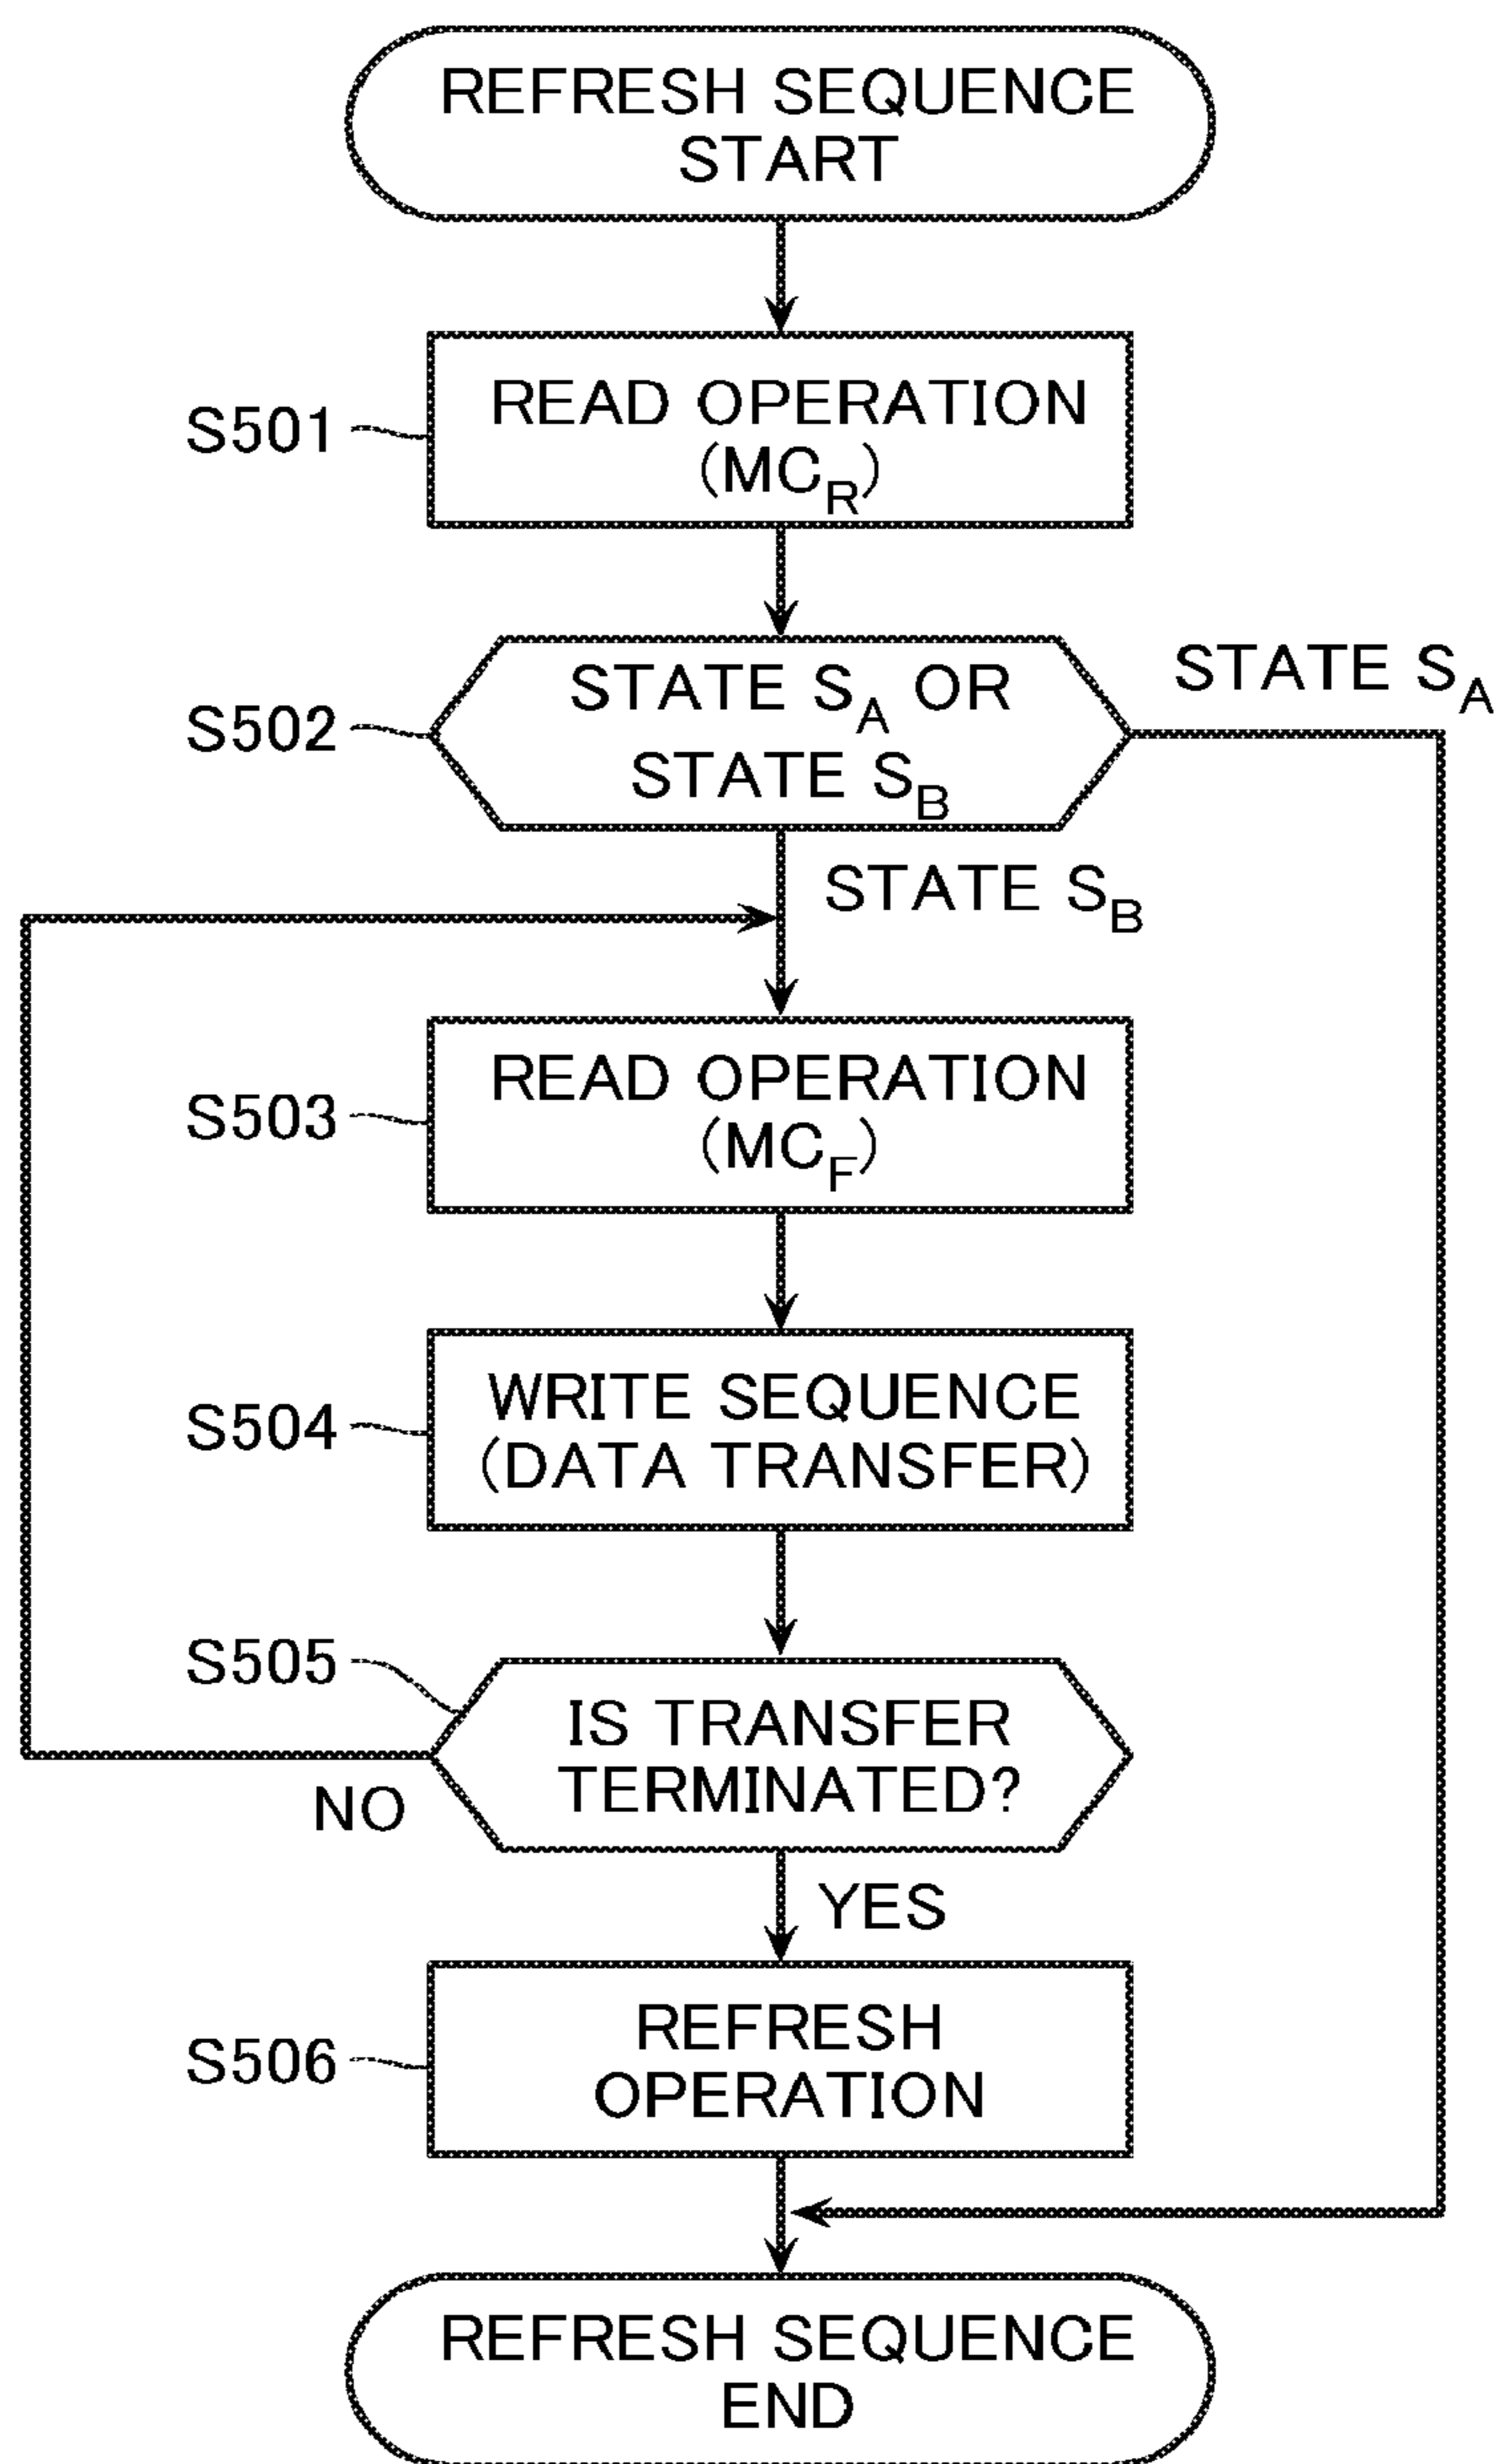 REFRESH SEQUENCE
START
S501
READ OPERATION
(MC_R)
S502
STATE S_A OR
STATE S_B
STATE S_A
STATE S_B
S503
READ OPERATION
(MC_F)
S504
WRITE SEQUENCE
(DATA TRANSFER)
S505
IS TRANSFER
TERMINATED?
NO
YES
S506
REFRESH
OPERATION
REFRESH SEQUENCE
END